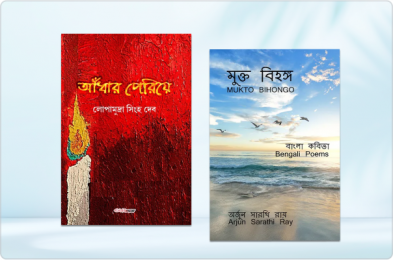 আঁধার পেরিয়ে
লোপামুদ্রা সিংহ দেব
মুক্ত বিহঙ্গ
MUKTO BIHONGO
বাংলা কবিতা
Bengali Poems
অর্জুন সারথি রায়
Arjun Sarathi Ray